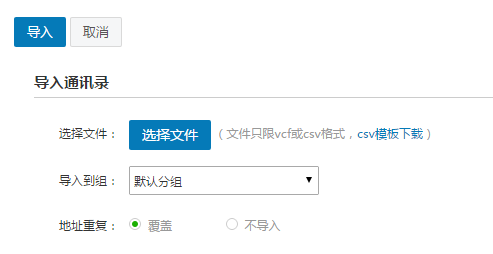 导入 取消
导入通讯录
选择文件： 选择文件 （文件只限vcf或csv格式，csv模板下载）
导入到组： 默认分组
地址重复： 覆盖 不导入